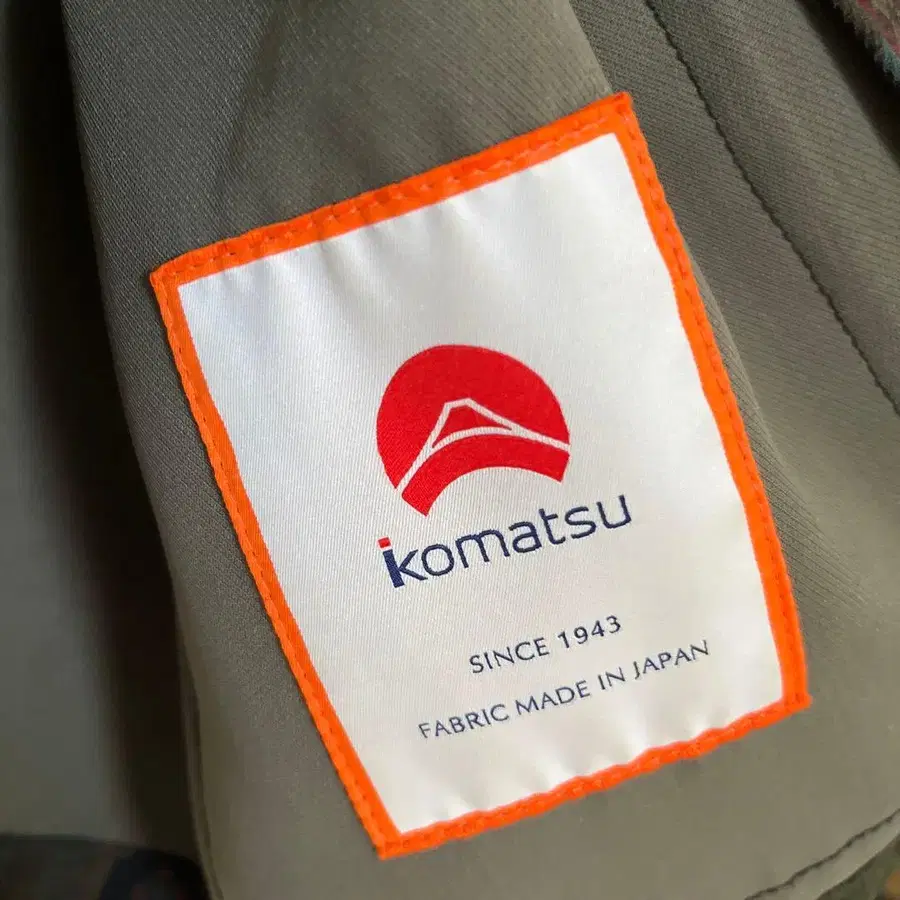 komatsu
SINCE 1943
FABRIC MADE IN JAPAN